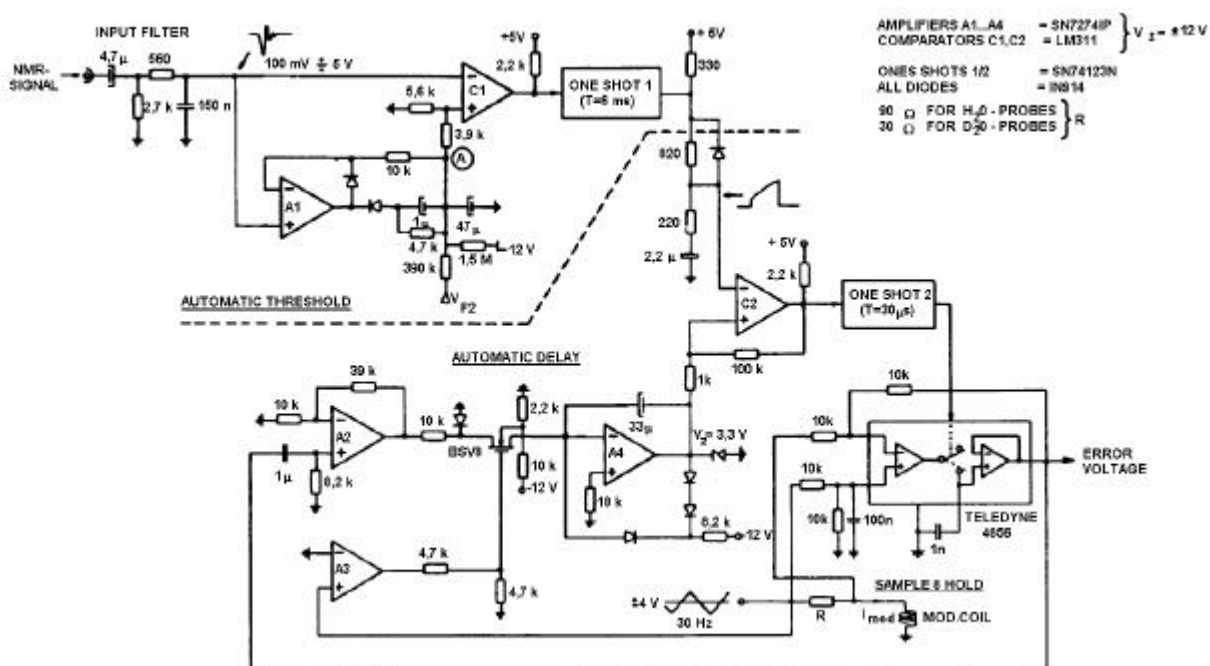 INPUT FILTER
4,7μ
560
NMR-
SIGNAL
2,7 k
150 n
100 mV ÷ 5 V
+5V
2,2 k
C1
ONE SHOT 1
(T=6 ms)
+ 5V
330
5,6 k
3,9 k
A
10 k
A1
1μ
47μ
4,7 k
1,5 M
-12 V
390 k
V F2
AUTOMATIC THRESHOLD
820
220
2,2 μ
AMPLIFIERS A1...A4 = SN72741P
COMPARATORS C1,C2 = LM311
V ± = ±12 V
ONES SHOTS 1/2 = SN74123N
ALL DIODES = IN914
90 Ω FOR H2O - PROBES
30 Ω FOR D2O - PROBES
R
+ 5V
2,2 k
C2
ONE SHOT 2
(T=30μs)
100 k
1k
AUTOMATIC DELAY
39 k
10 k
A2
1μ
8,2 k
10 k
BSV8
2,2 k
10 k
-12 V
33μ
A4
10 k
VZ= 3,3 V
8,2 k
-12 V
A3
4,7 k
4,7 k
10k
10k
10k
10k
100n
1n
TELEDYNE
4856
ERROR
VOLTAGE
SAMPLE & HOLD
±4 V
30 Hz
R
I mod
MOD.COIL